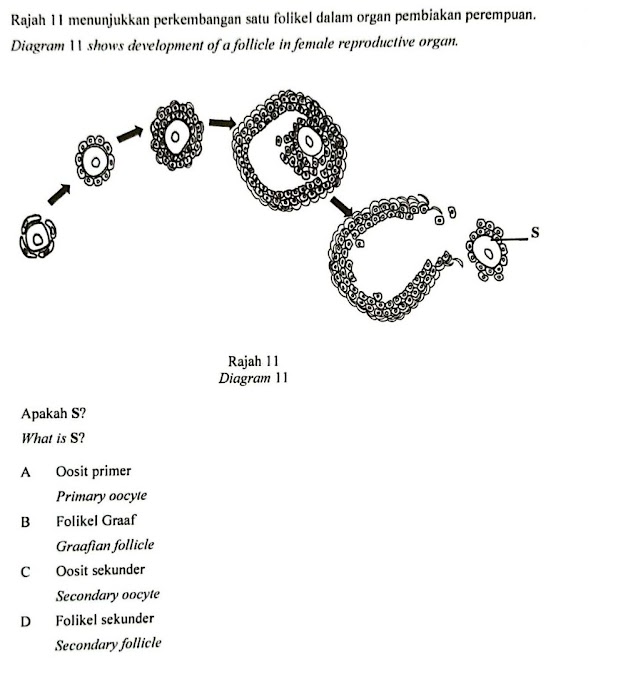 Rajah 11 menunjukkan perkembangan satu folikel dalam organ pembiakan perempuan.
Diagram 11 shows development of a follicle in female reproductive organ.
S
Rajah 11
Diagram 11
Apakah S?
What is S?
A Oosit primer
Primary oocyte
B Folikel Graaf
Graafian follicle
C Oosit sekunder
Secondary oocyte
D Folikel sekunder
Secondary follicle